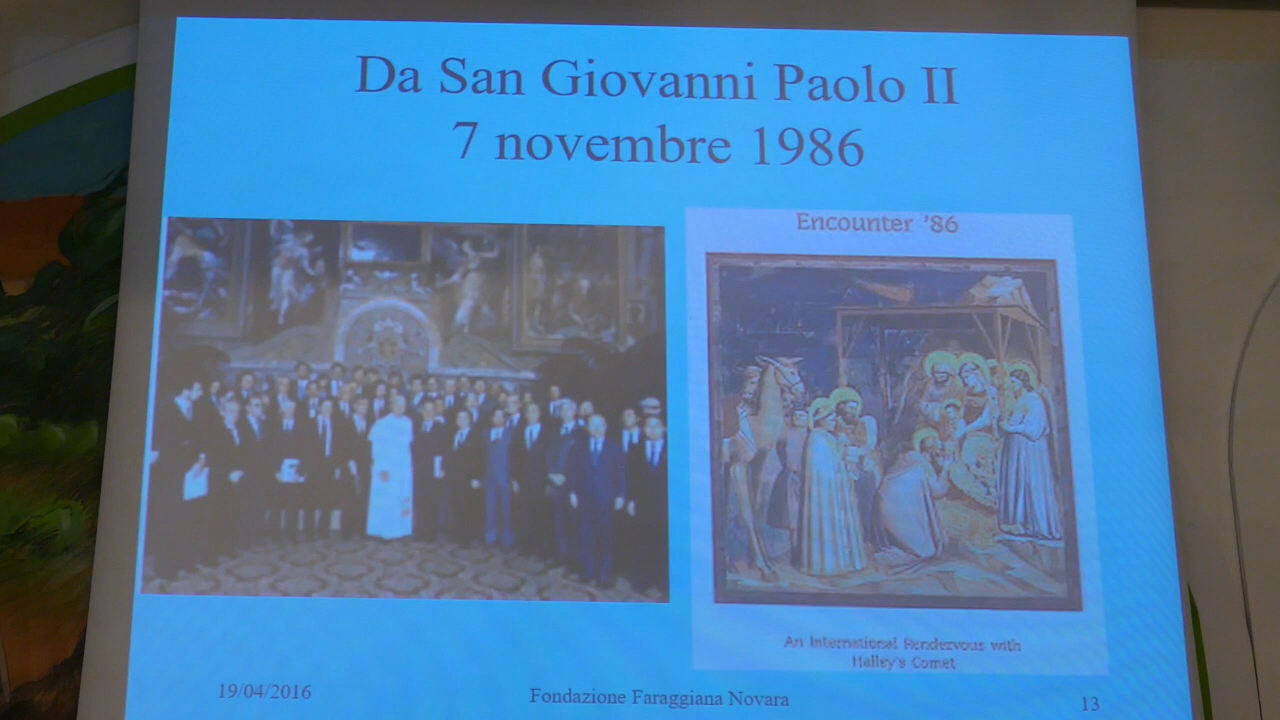 Da San Giovanni Paolo II
7 novembre 1986
Encounter '86
An International Rendezvous with
Halley's Comet
19/04/2016
Fondazione Faraggiana Novara
13